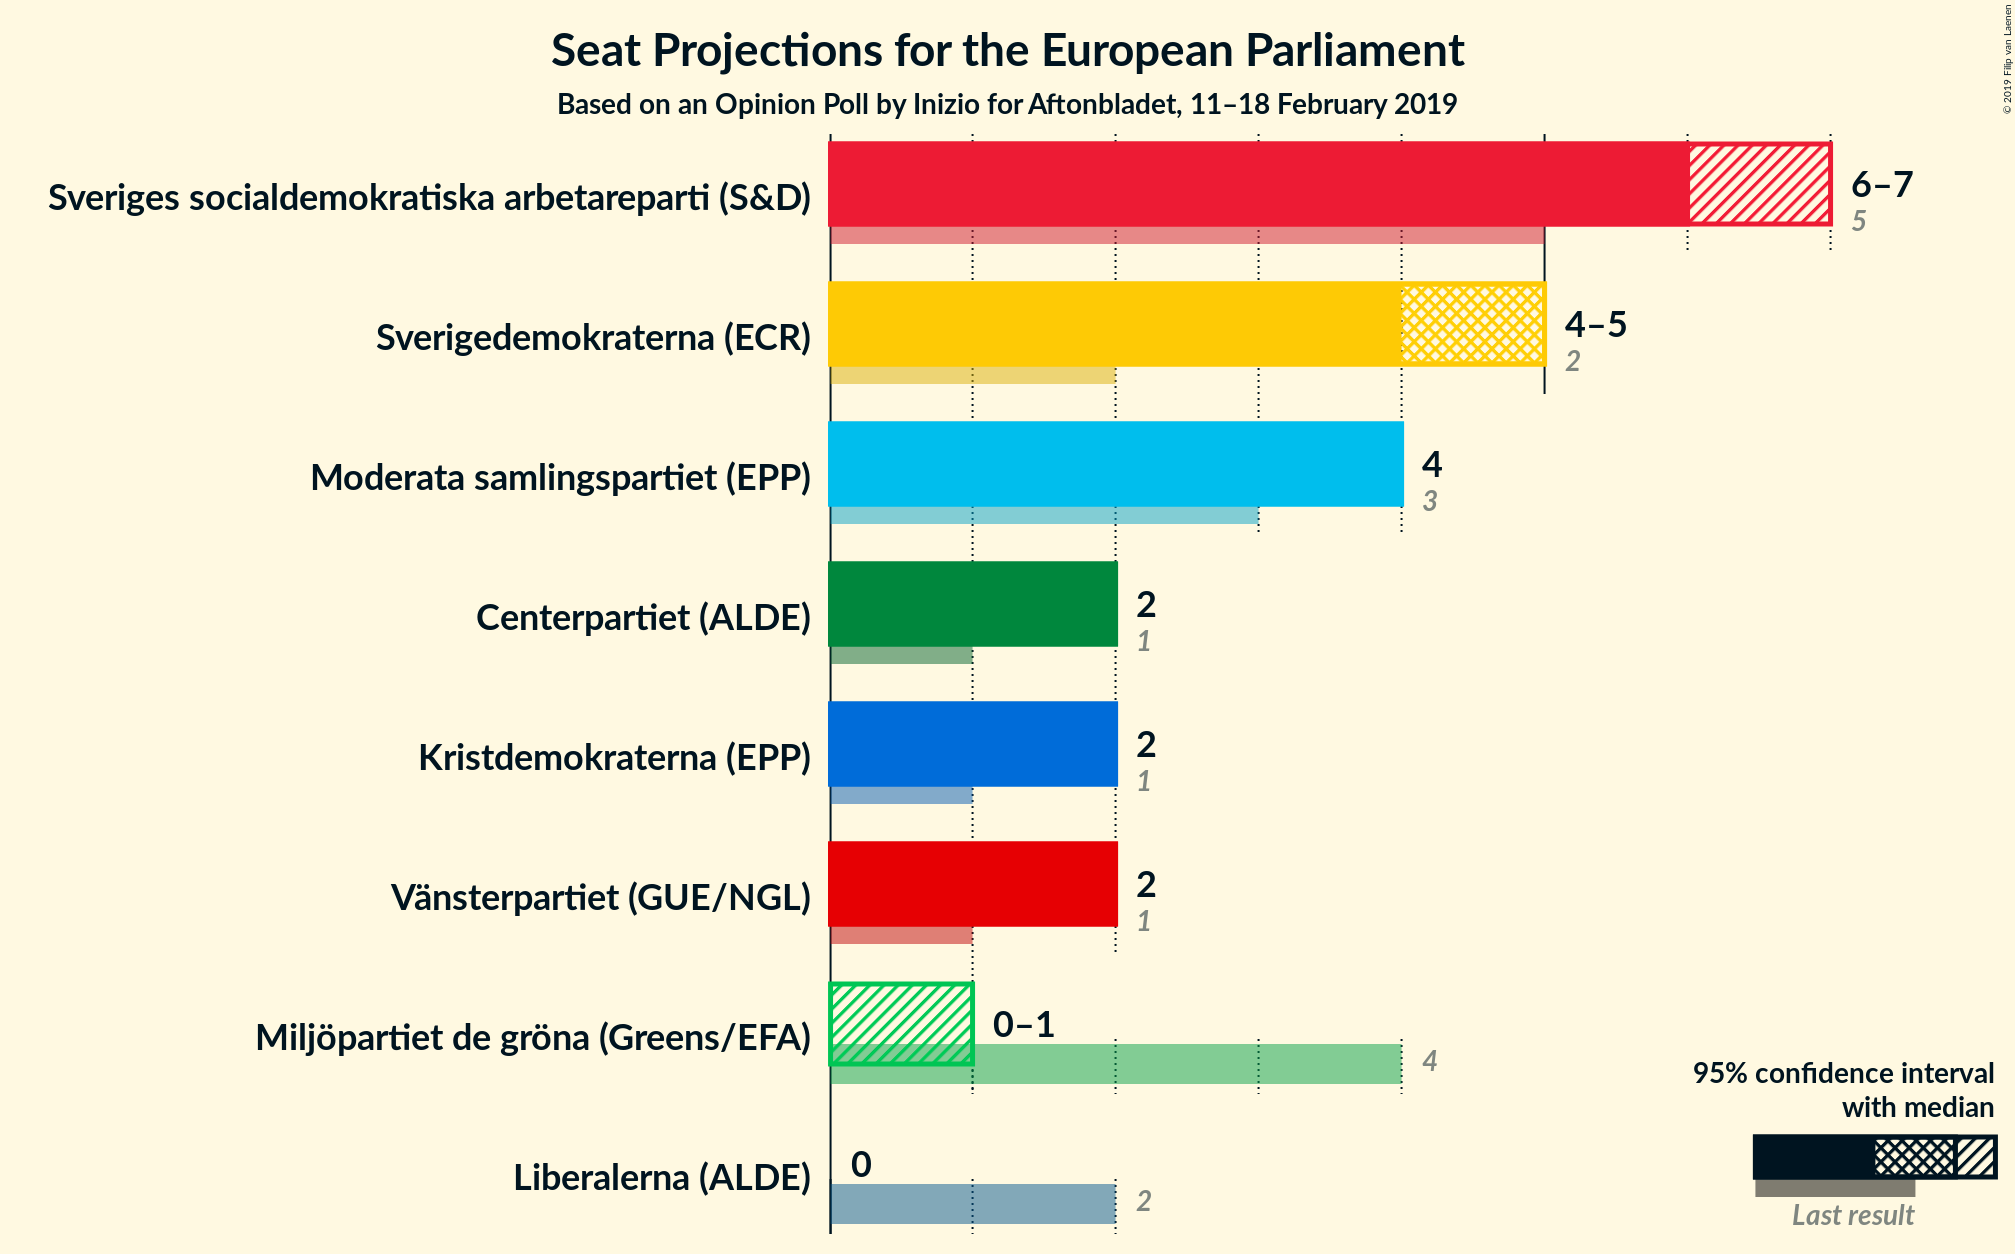 Seat Projections for the European Parliament
Based on an Opinion Poll by Inizio for Aftonbladet, 11–18 February 2019
© 2019 Filip van Laenen
Sveriges socialdemokratiska arbetareparti (S&D)
6–7
5
Sverigedemokraterna (ECR)
4–5
2
Moderata samlingspartiet (EPP)
4
3
Centerpartiet (ALDE)
2
1
Kristdemokraterna (EPP)
2
1
Vänsterpartiet (GUE/NGL)
2
1
Miljöpartiet de gröna (Greens/EFA)
0–1
4
Liberalerna (ALDE)
0
2
95% confidence interval
with median
Last result